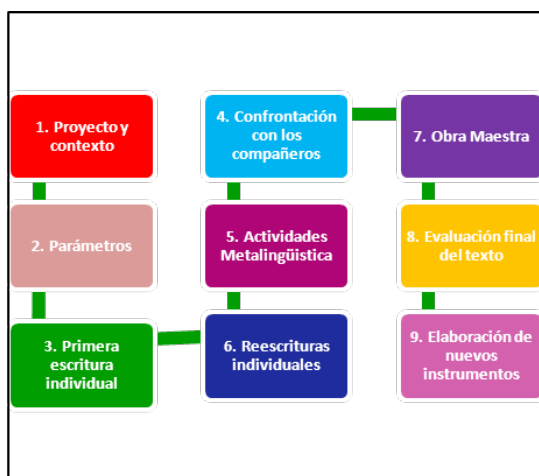 1. Proyecto y
contexto
2. Parámetros
3. Primera
escritura
individual
4. Confrontación
con los
compañeros
5. Actividades
Metalingüistica
6. Reescrituras
individuales
7. Obra Maestra
8. Evaluación final
del texto
9. Elaboración de
nuevos
instrumentos